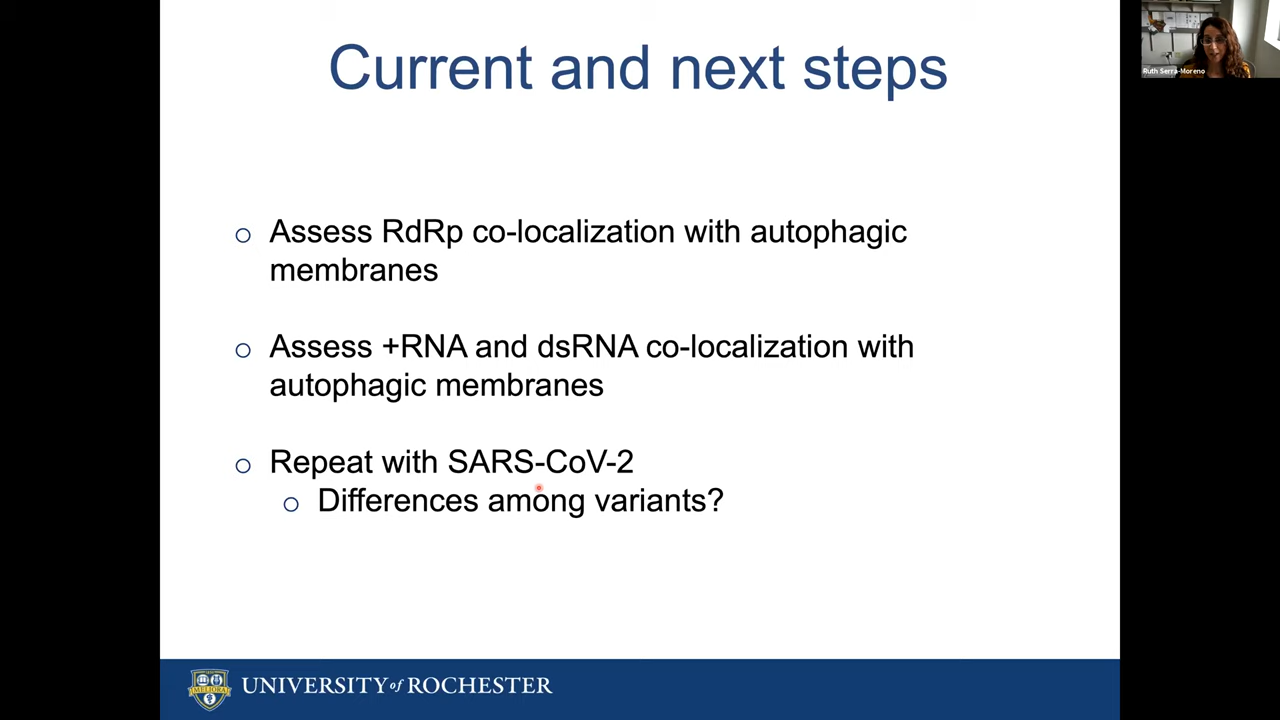 Current and next steps
Ruth Serra-Moreno
o Assess RdRp co-localization with autophagic
membranes
o Assess +RNA and dsRNA co-localization with
autophagic membranes
o Repeat with SARS-CoV-2
o Differences among variants?
MELIORA
UNIVERSITY of ROCHESTER